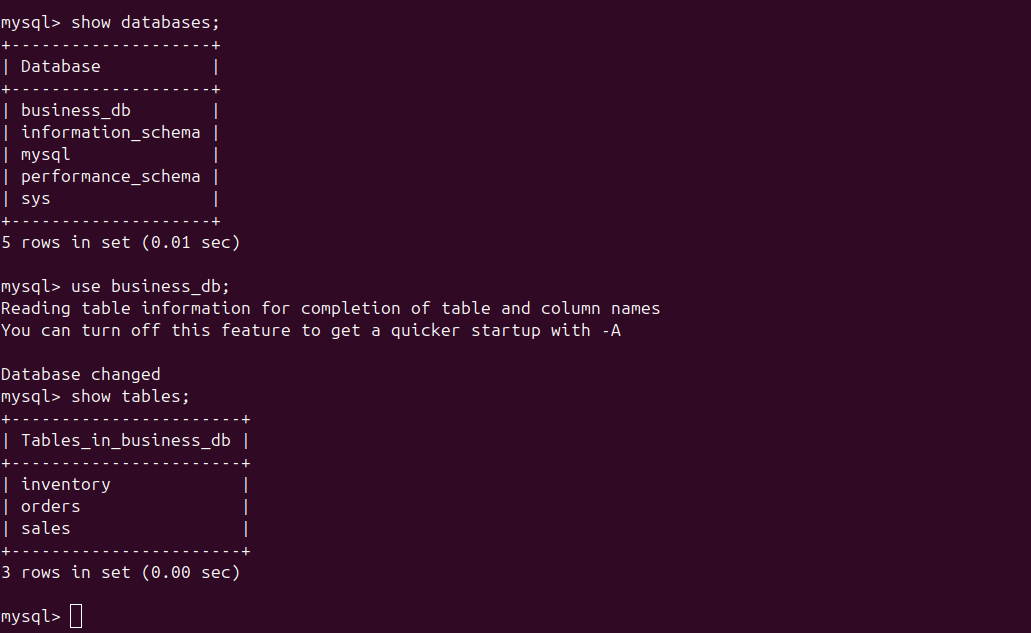 mysql> show databases;
+--------------------+
| Database           |
+--------------------+
| business_db        |
| information_schema |
| mysql              |
| performance_schema |
| sys                |
+--------------------+
5 rows in set (0.01 sec)

mysql> use business_db;
Reading table information for completion of table and column names
You can turn off this feature to get a quicker startup with -A

Database changed
mysql> show tables;
+-----------------------+
| Tables_in_business_db |
+-----------------------+
| inventory             |
| orders                |
| sales                 |
+-----------------------+
3 rows in set (0.00 sec)

mysql>